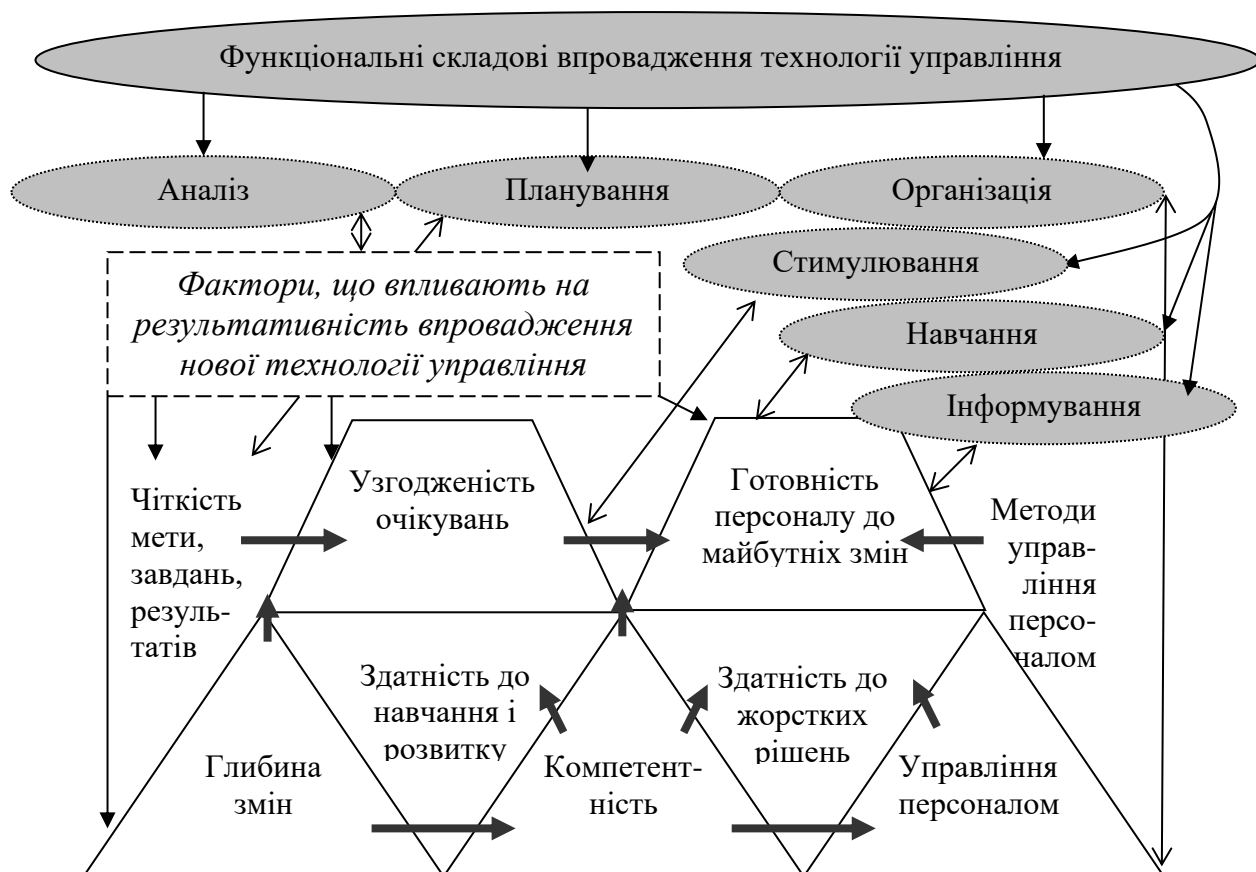 Функціональні складові впровадження технології управління
Аналіз
Планування
Організація
Стимулювання
Навчання
Інформування
Фактори, що впливають на
результативність впровадження
нової технології управління
Чіткість
мети,
завдань,
резуль-
татів
Узгодженість
очікувань
Готовність
персоналу до
майбутніх змін
Методи
управ-
ління
персо-
налом
Здатність до
навчання і
розвитку
Здатність до
жорстких
рішень
Глибина
змін
Компетент-
ність
Управління
персоналом